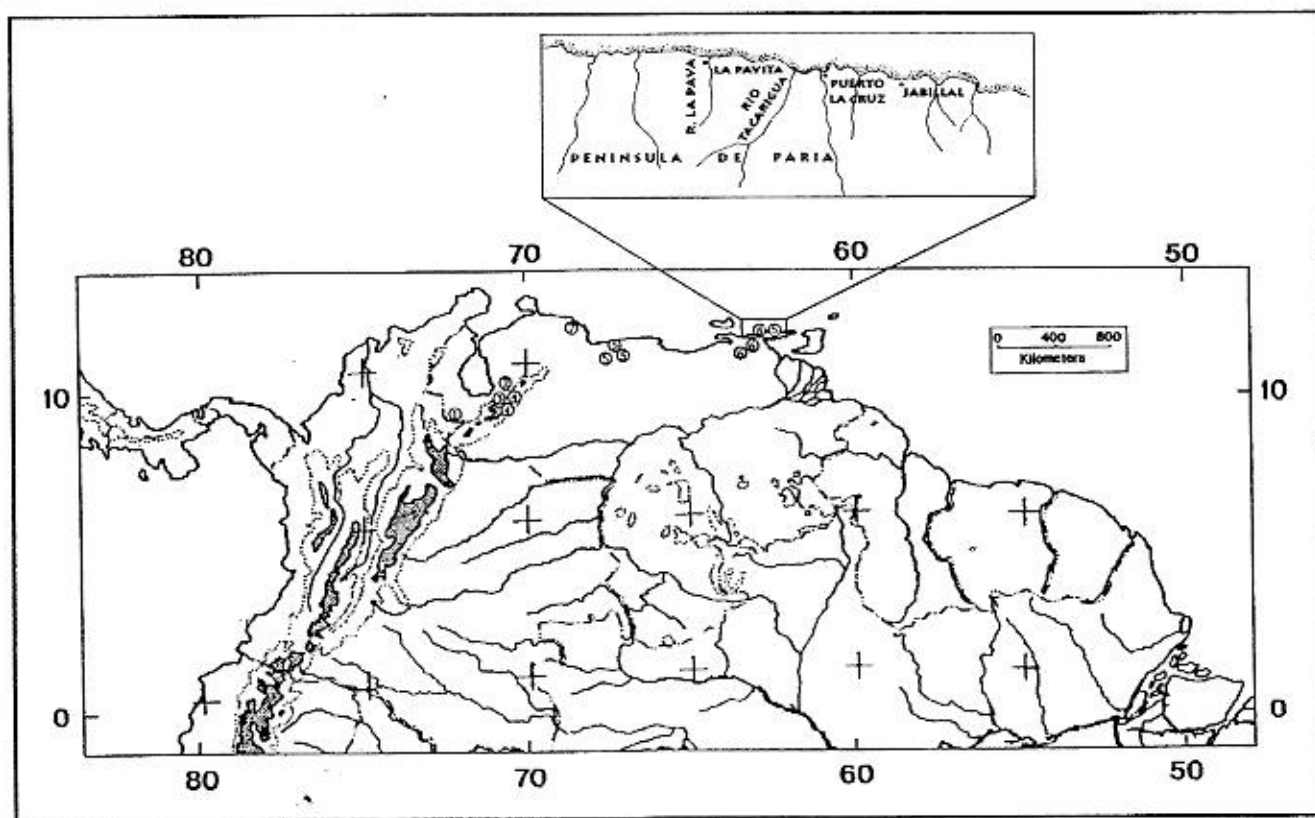 R. LA PAVA
LA PAVITA
RÍO
TACARIGUA
PUERTO
LA CRUZ
JABILLAL
PENINSULA DE PARIA
80 70 60 50
0 400 800
Kilometers
10 10
0 0
80 70 60 50